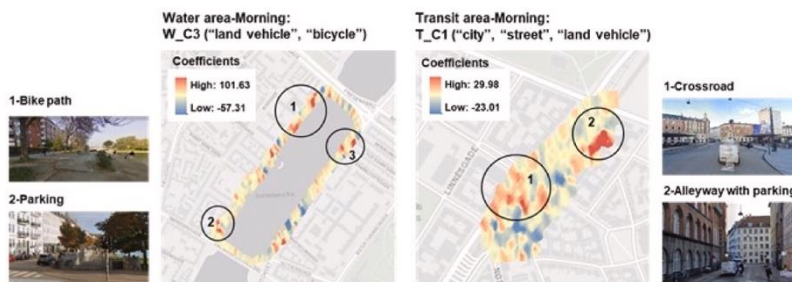 Water area-Morning:
W_C3 (“land vehicle”, “bicycle”)
Transit area-Morning:
T_C1 (“city”, “street”, “land vehicle”)
Coefficients
High: 101.63
Low: -57.31
1
2
3
1-Bike path
2-Parking
Coefficients
High: 29.98
Low: -23.01
LINNESGADE
1
2
1-Crossroad
2-Alleyway with parking